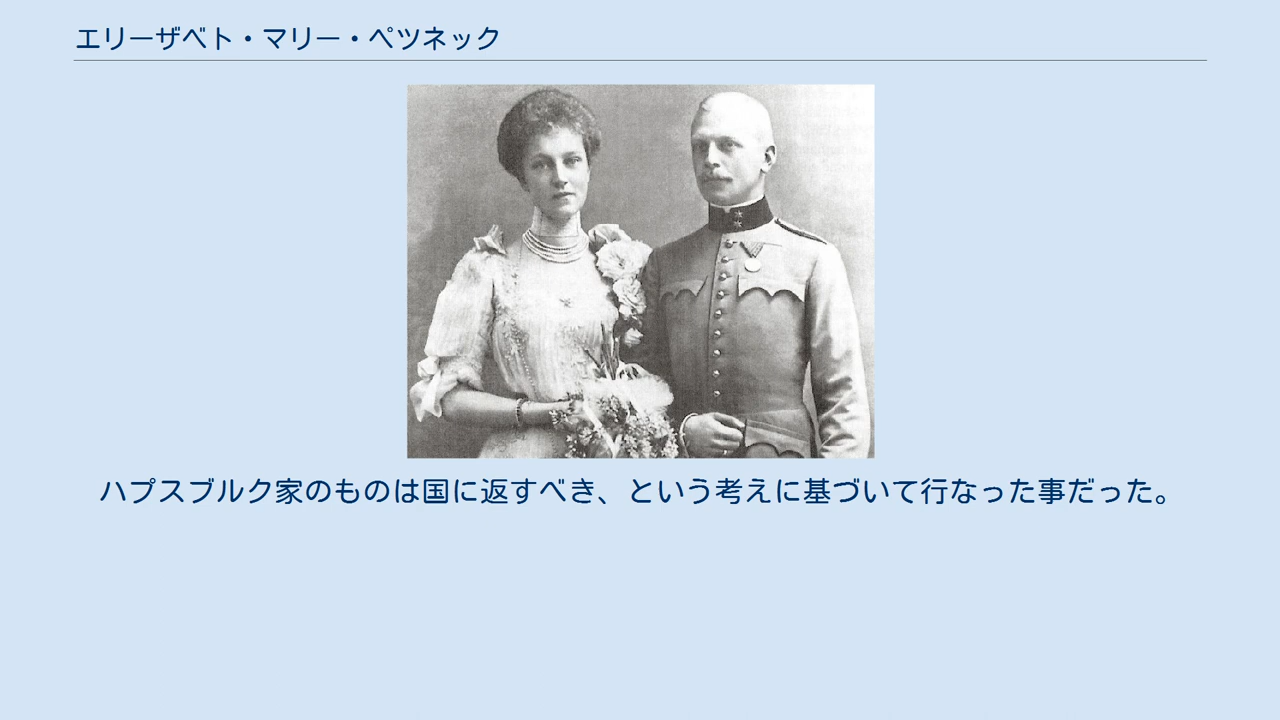 エリーザベト・マリー・ペツネック
ハプスブルク家のものは国に返すべき、という考えに基づいて行なった事だった。